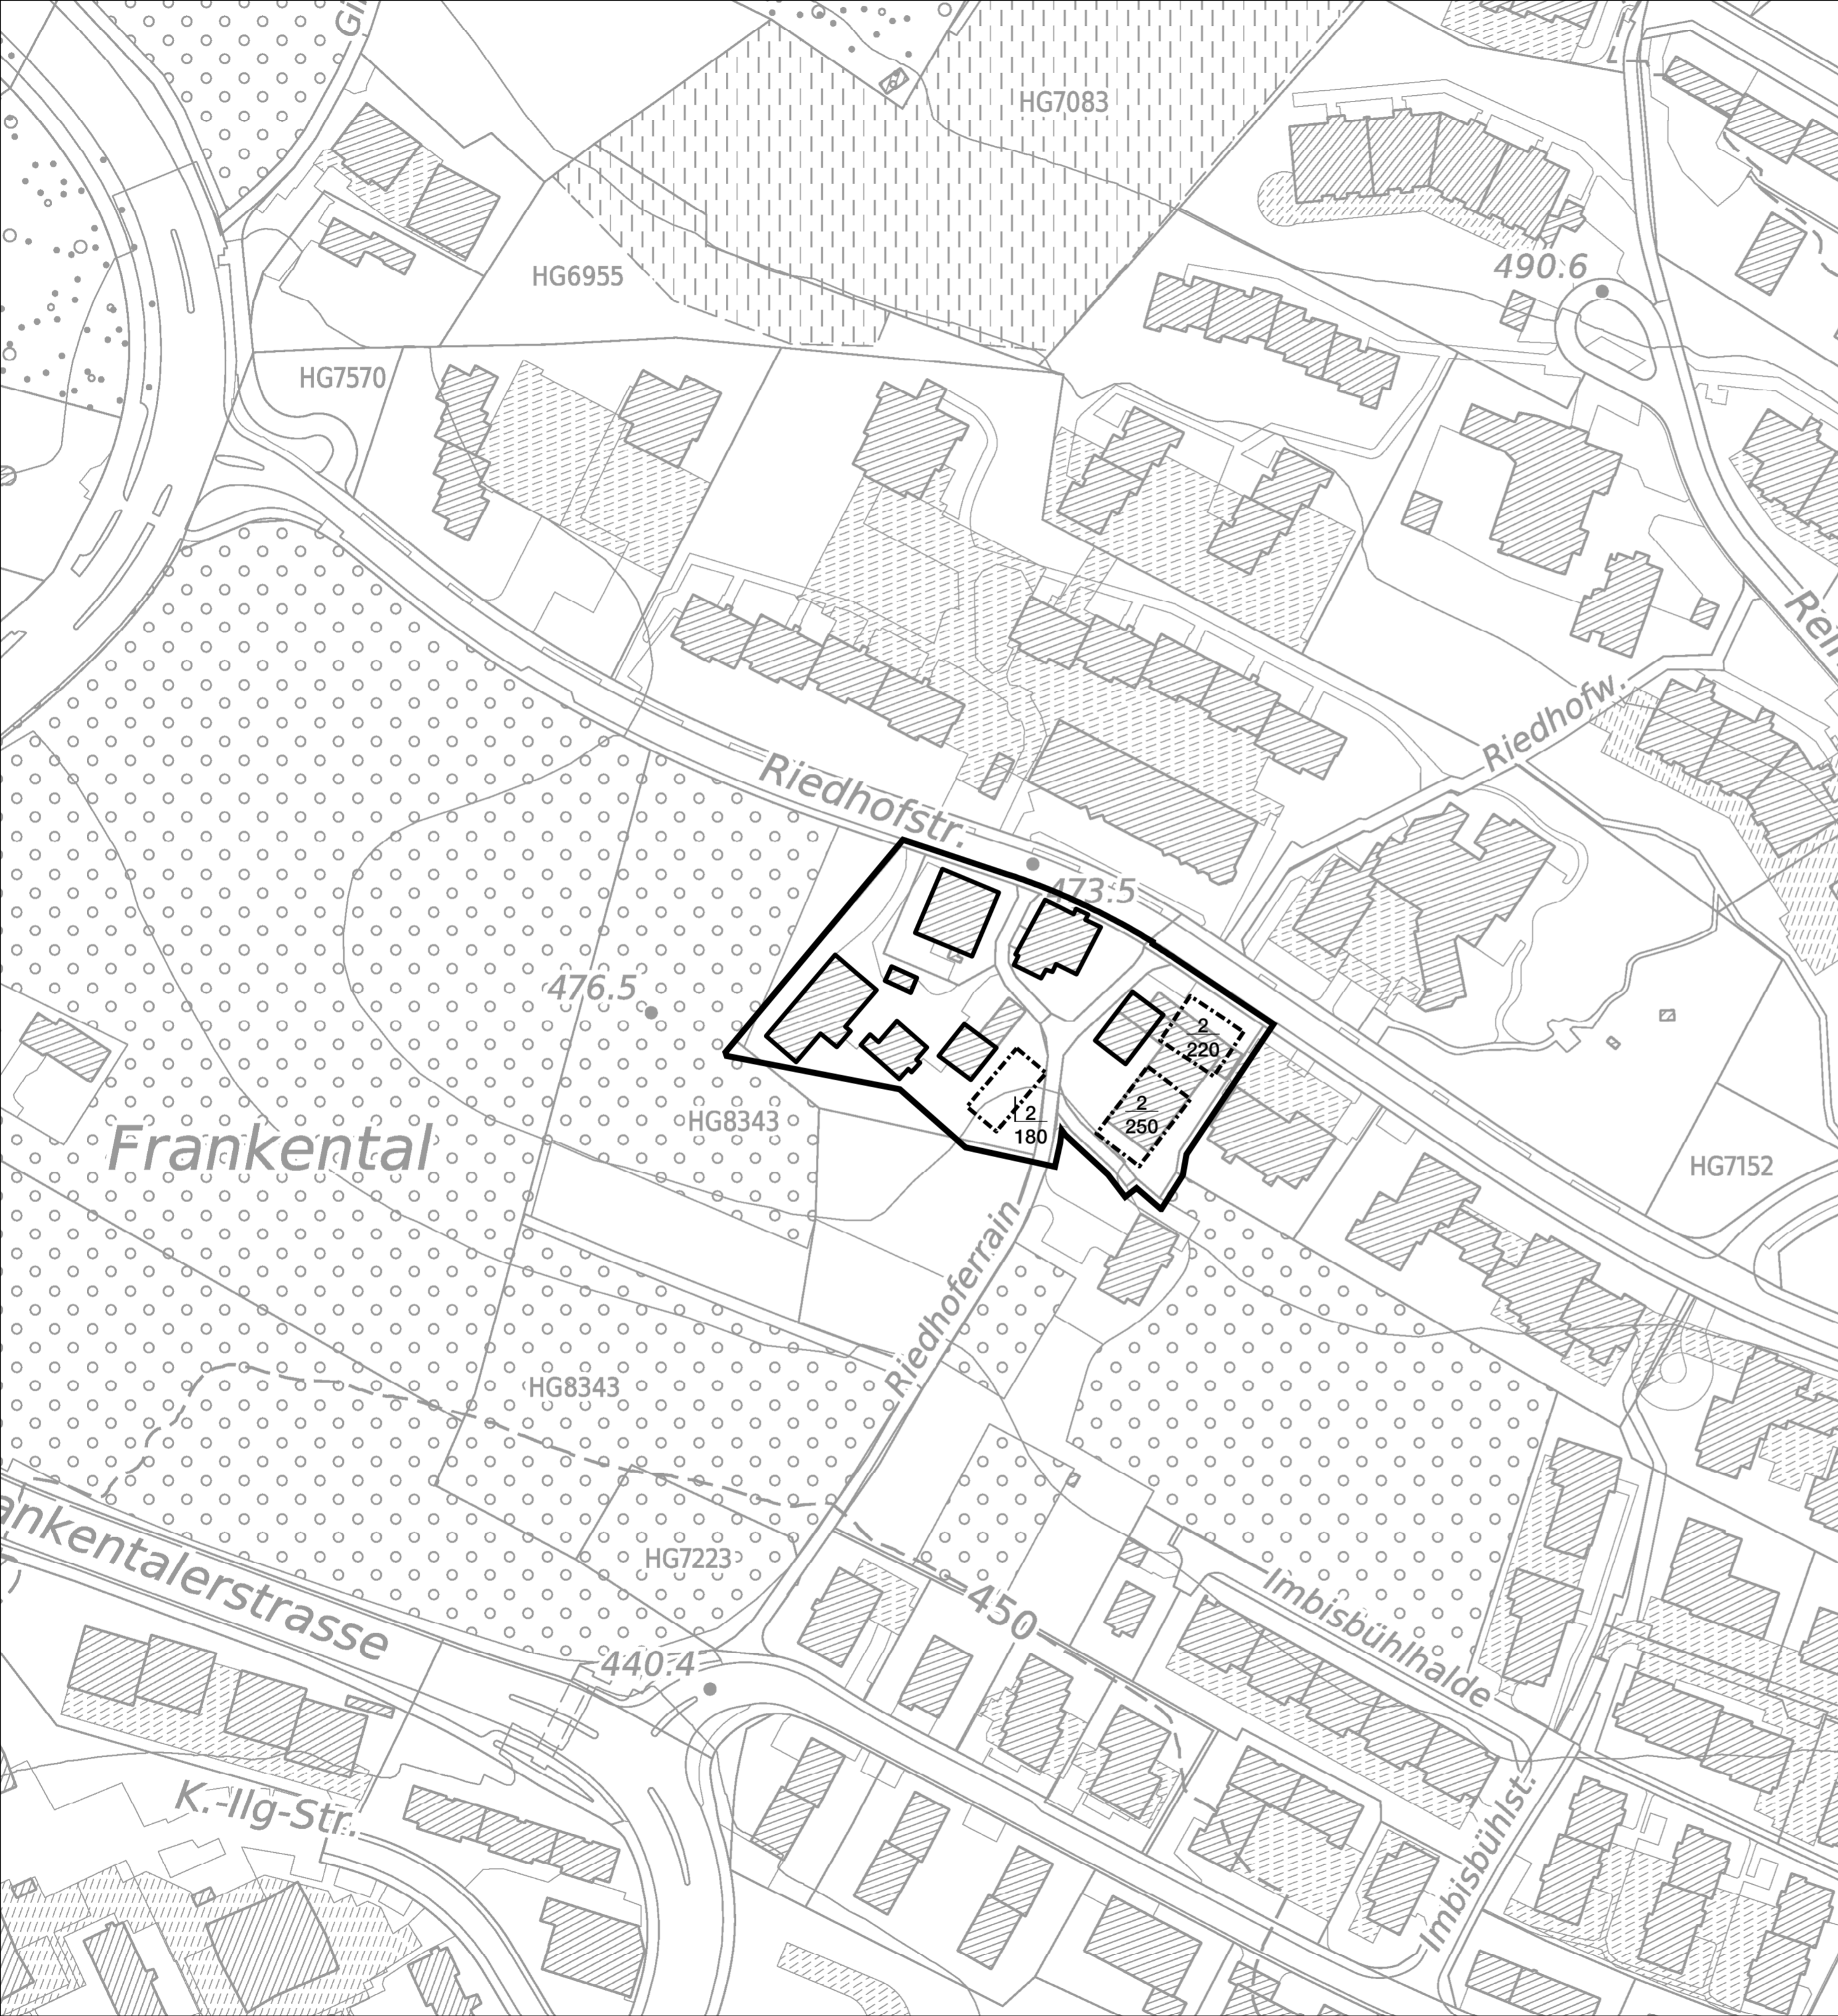 HG7083
490.6
HG6955
HG7570
Riedhofw.
Riedhofstr.
473.5
476.5
2
220
2
250
2
180
HG8343
Frankental
HG7152
Riedhoferrain
HG8343
ankentalerstrasse
HG7223
450
Imbisbühlhalde
440.4
K.-Ilg-Str.
Imbisbühlst.